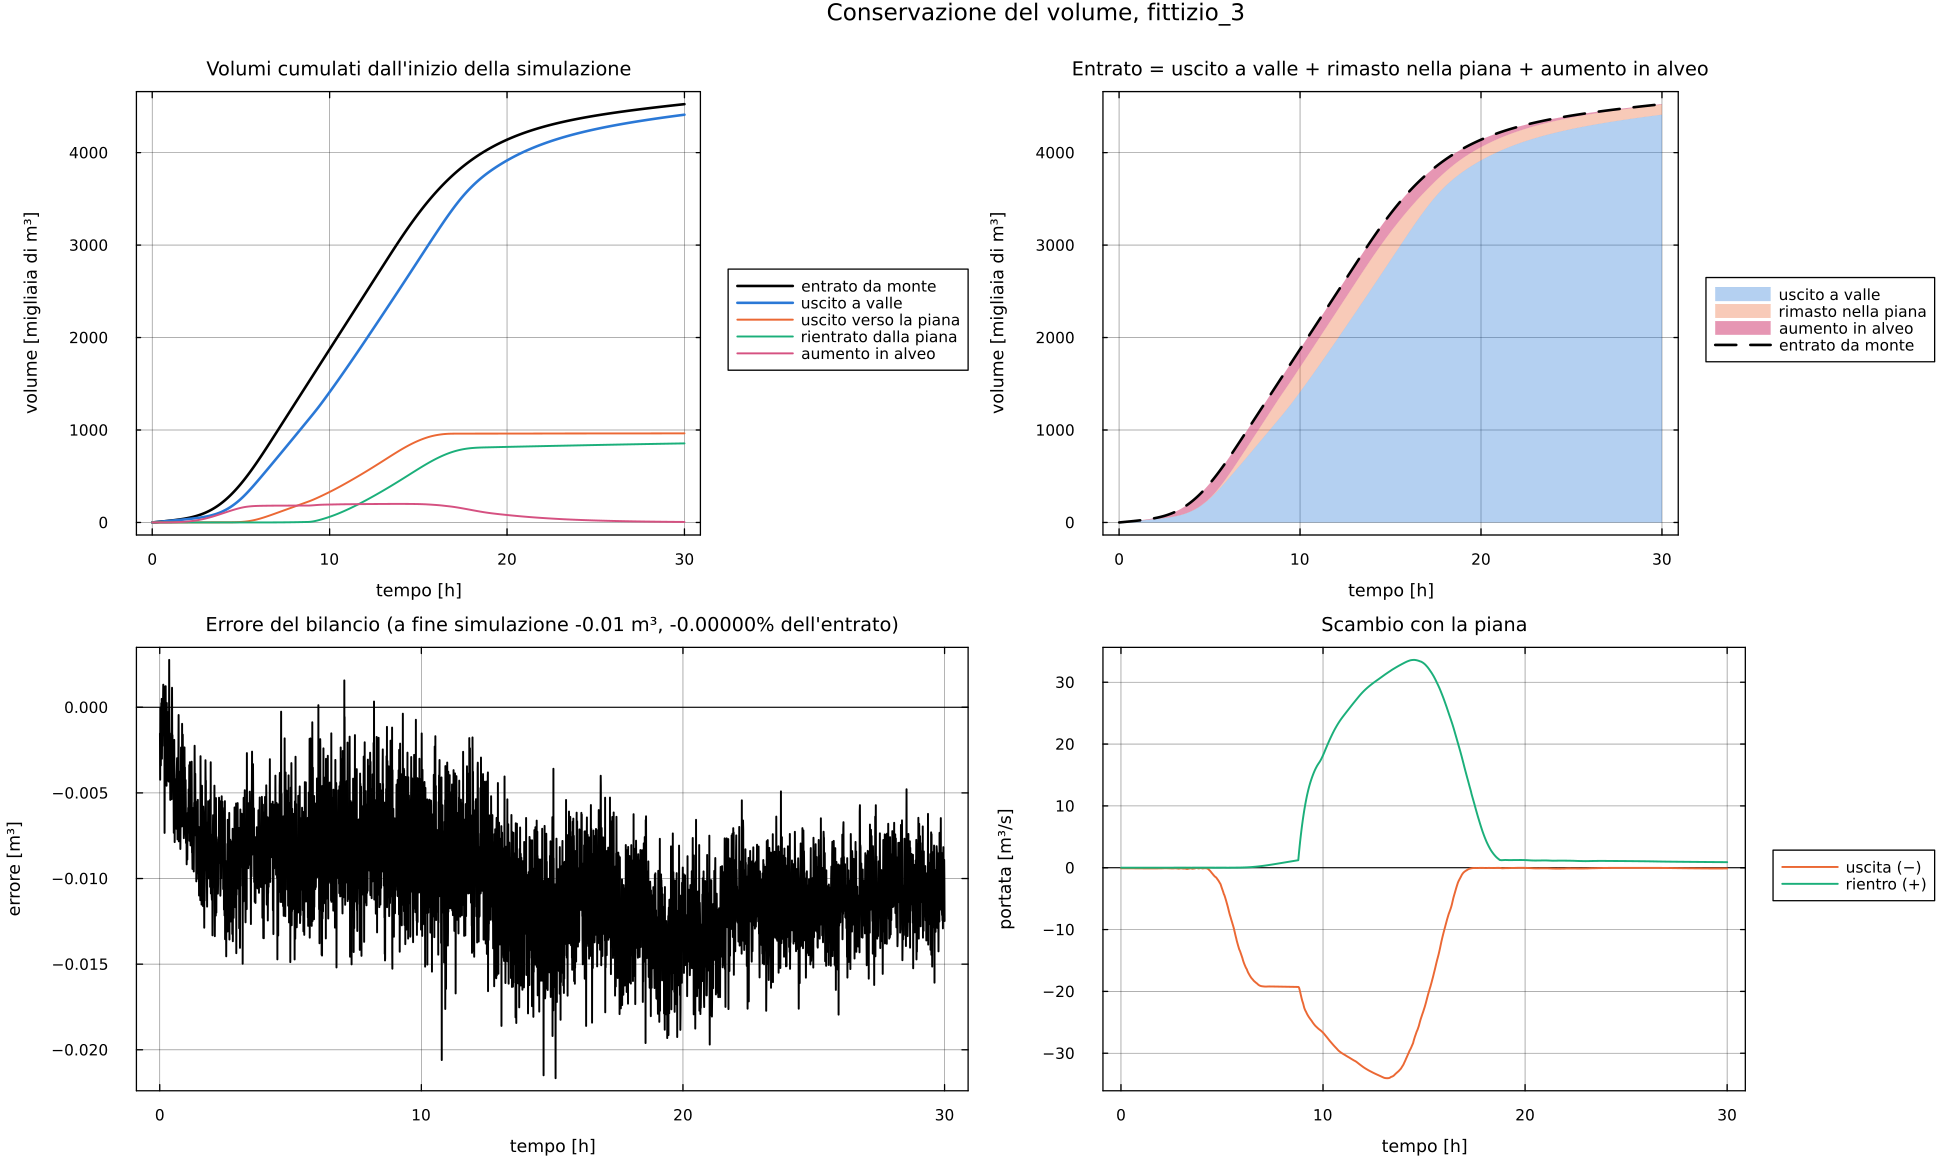 Conservazione del volume, fittizio_3
Volumi cumulati dall'inizio della simulazione
volume [migliaia di m³]
4000
3000
2000
1000
0
0 10 20 30
tempo [h]
entrato da monte
uscito a valle
uscito verso la piana
rientrato dalla piana
aumento in alveo
Entrato = uscito a valle + rimasto nella piana + aumento in alveo
volume [migliaia di m³]
4000
3000
2000
1000
0
0 10 20 30
tempo [h]
uscito a valle
rimasto nella piana
aumento in alveo
entrato da monte
Errore del bilancio (a fine simulazione -0.01 m³, -0.00000% dell'entrato)
errore [m³]
0.000
−0.005
−0.010
−0.015
−0.020
0 10 20 30
tempo [h]
Scambio con la piana
portata [m³/s]
30
20
10
0
−10
−20
−30
0 10 20 30
tempo [h]
uscita (−)
rientro (+)